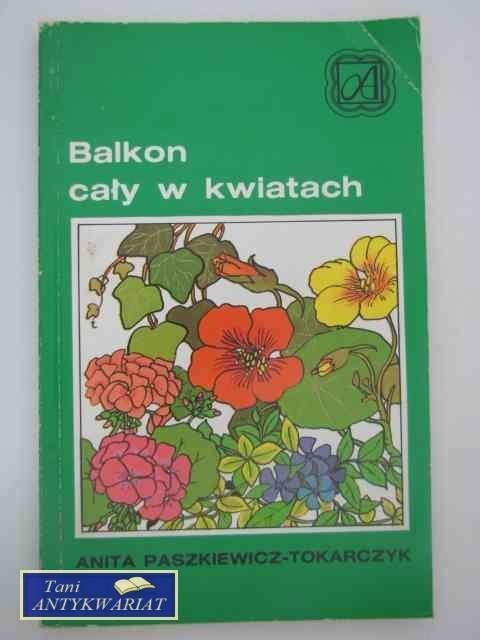 Balkon
cały w kwiatach
ANITA PASZKIEWICZ-TOKARCZYK
Tani
ANTYKWARIAT